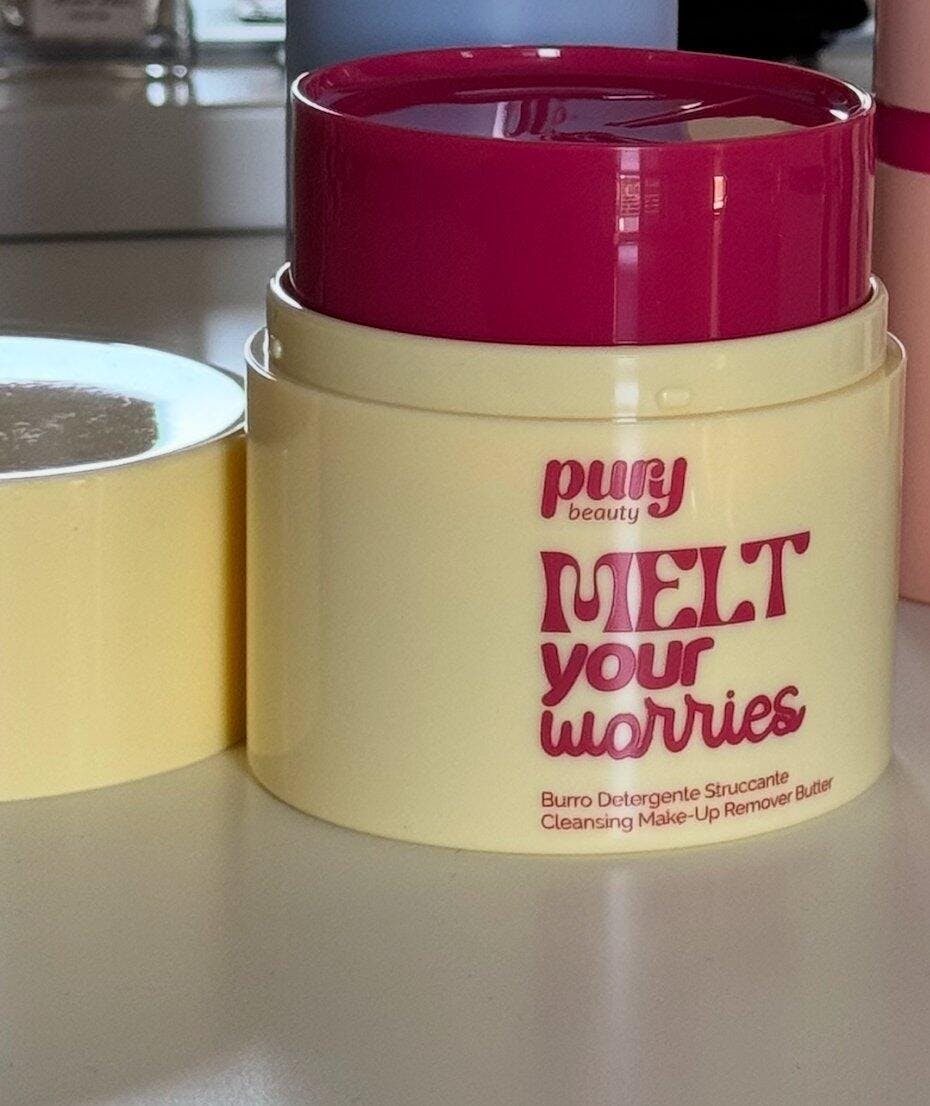 pury
beauty
MELT
your
worries
Burro Detergente Struccante
Cleansing Make-Up Remover Butter